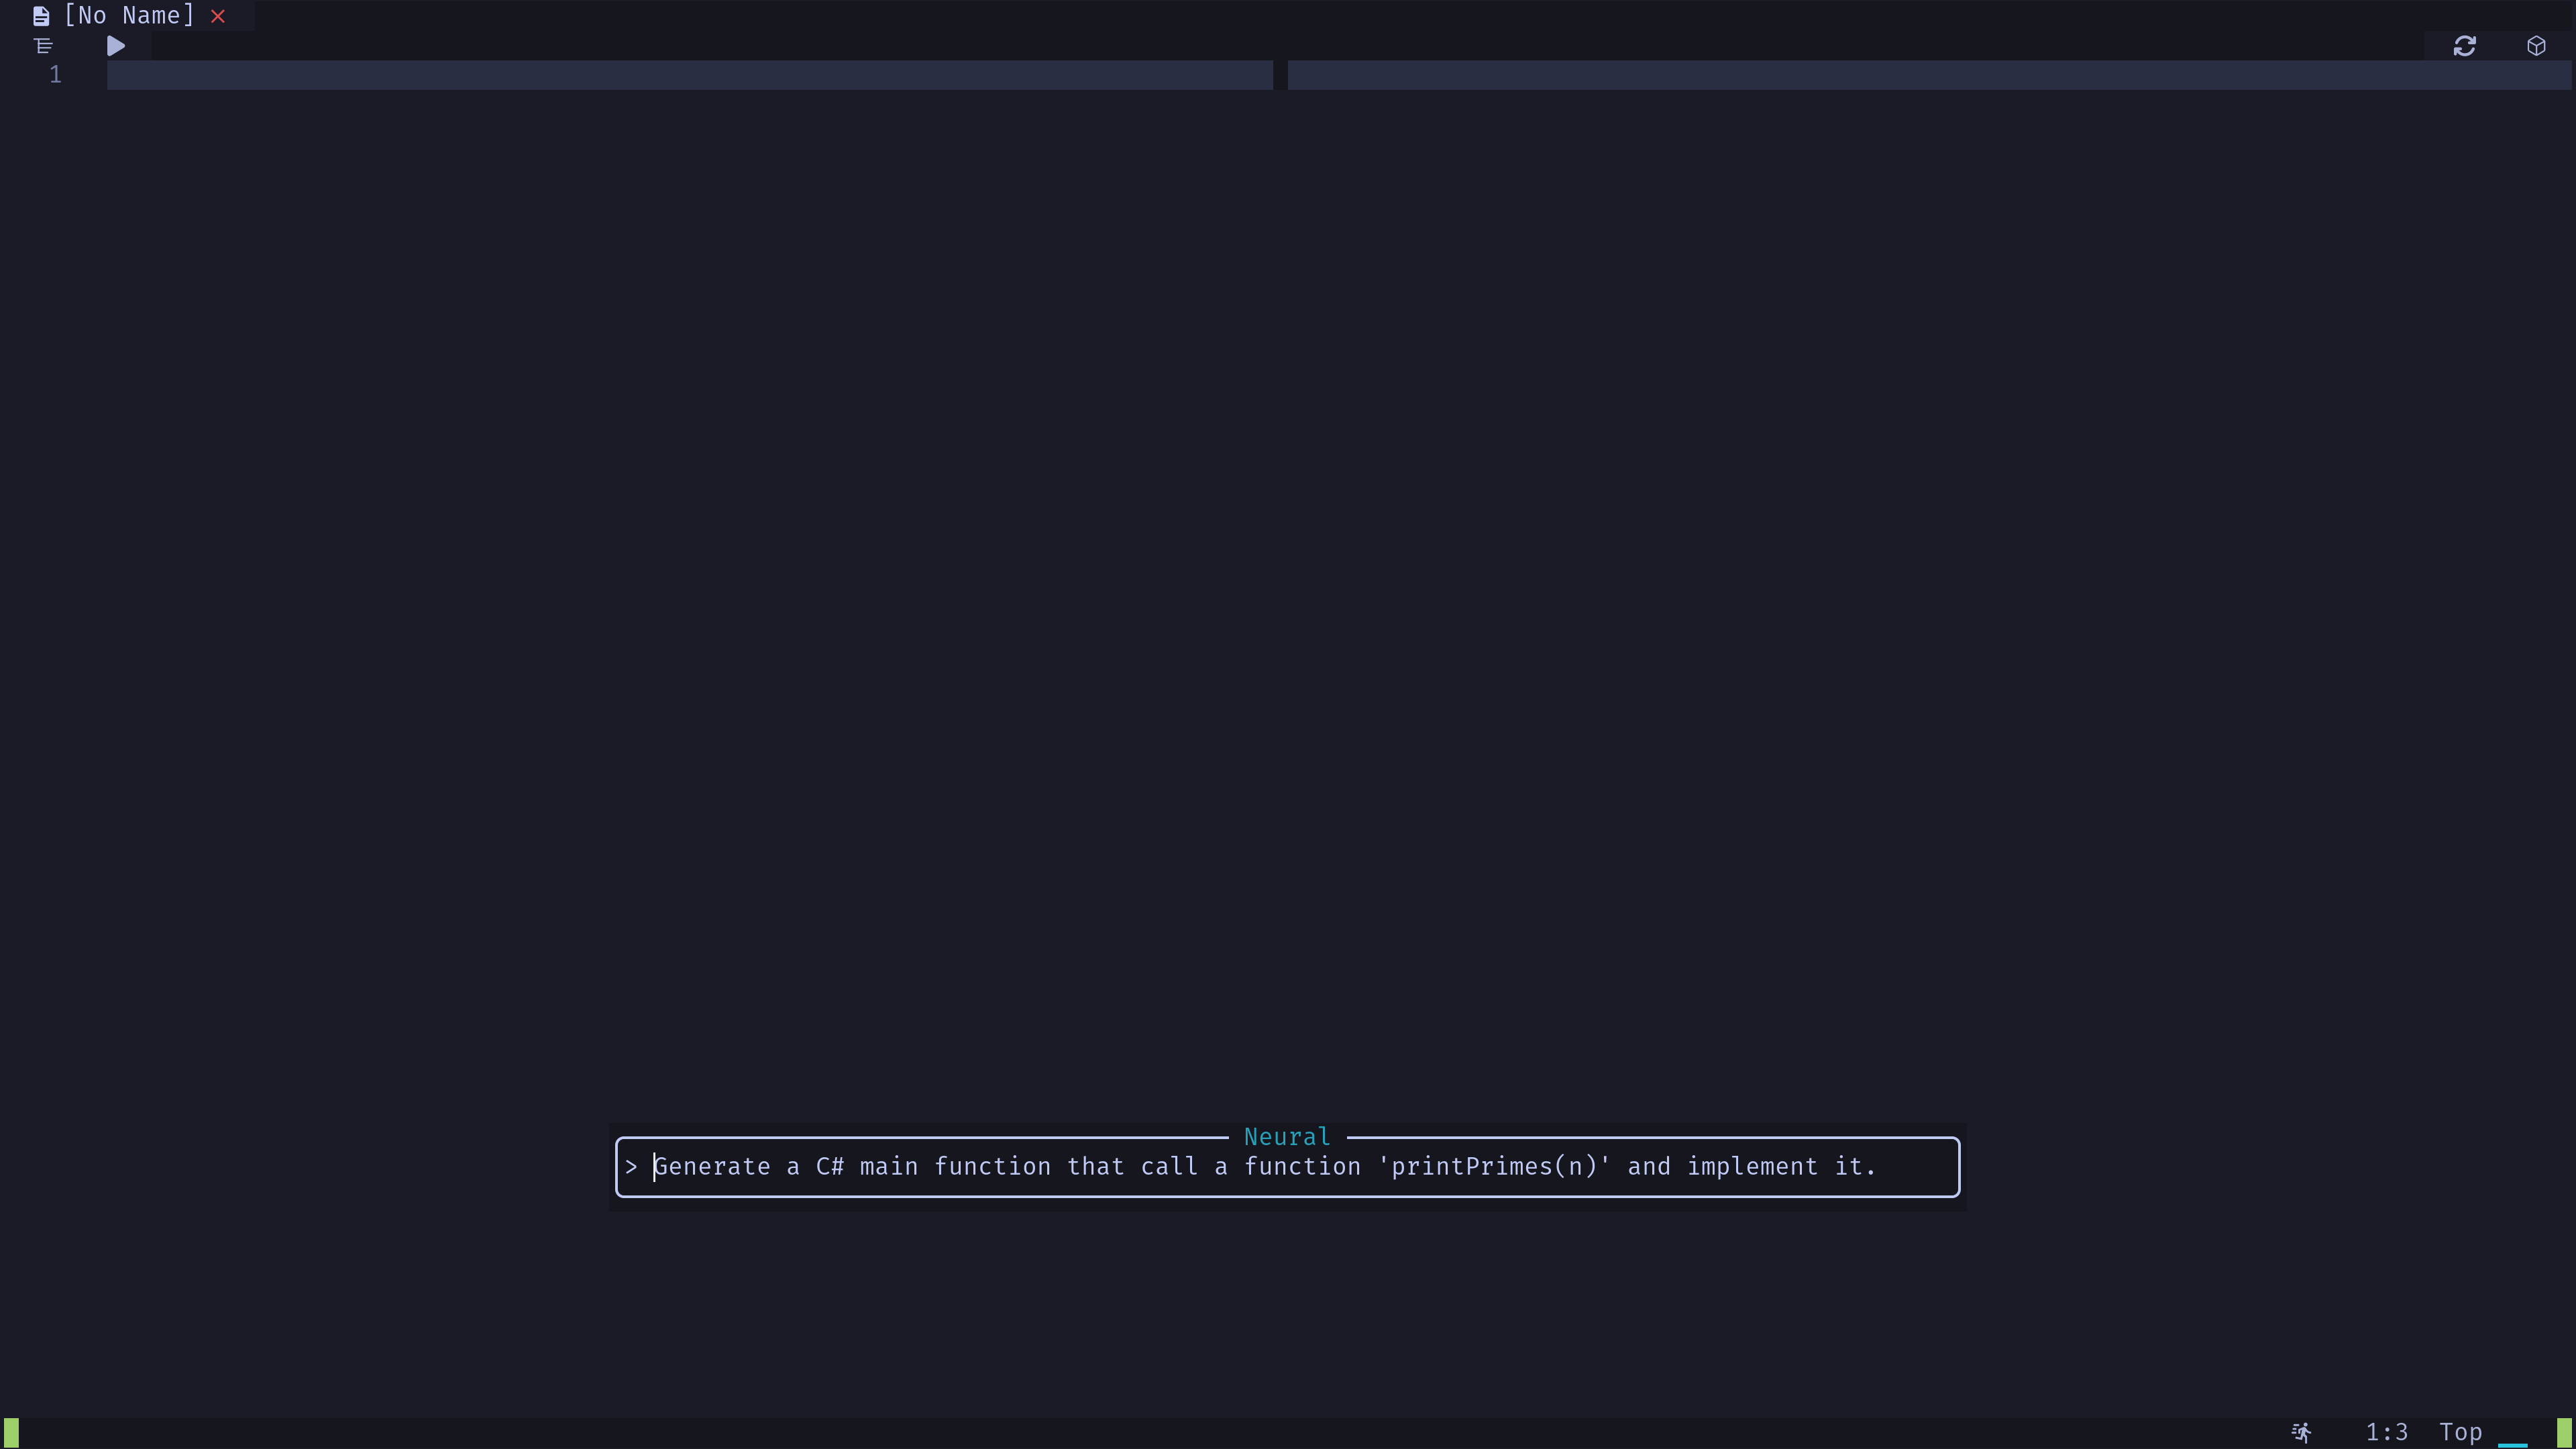 [No Name]
1
Neural
> Generate a C# main function that call a function 'printPrimes(n)' and implement it.
1:3 Top